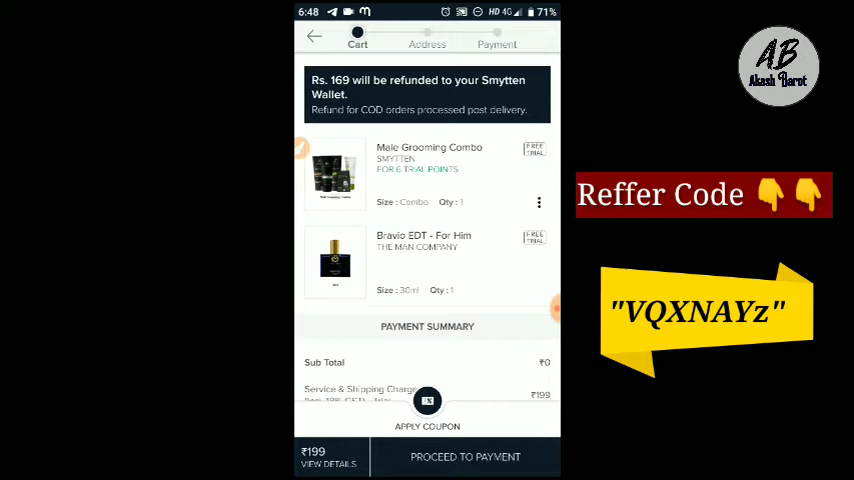 6:48
HD 4G 71%
Cart Address Payment
Rs. 169 will be refunded to your Smytten
Wallet.
Refund for COD orders processed post delivery.
Male Grooming Combo
SMYTTEN
FOR 6 TRIAL POINTS
FREE
TRIAL
Size : Combo Qty : 1
Bravio EDT - For Him
THE MAN COMPANY
FREE
TRIAL
Size : 30ml Qty : 1
PAYMENT SUMMARY
Sub Total ₹0
Service & Shipping Charge
₹199
APPLY COUPON
₹199
VIEW DETAILS
PROCEED TO PAYMENT
AB
Akash Barot
Reffer Code 👇👇
"VQXNAYz"